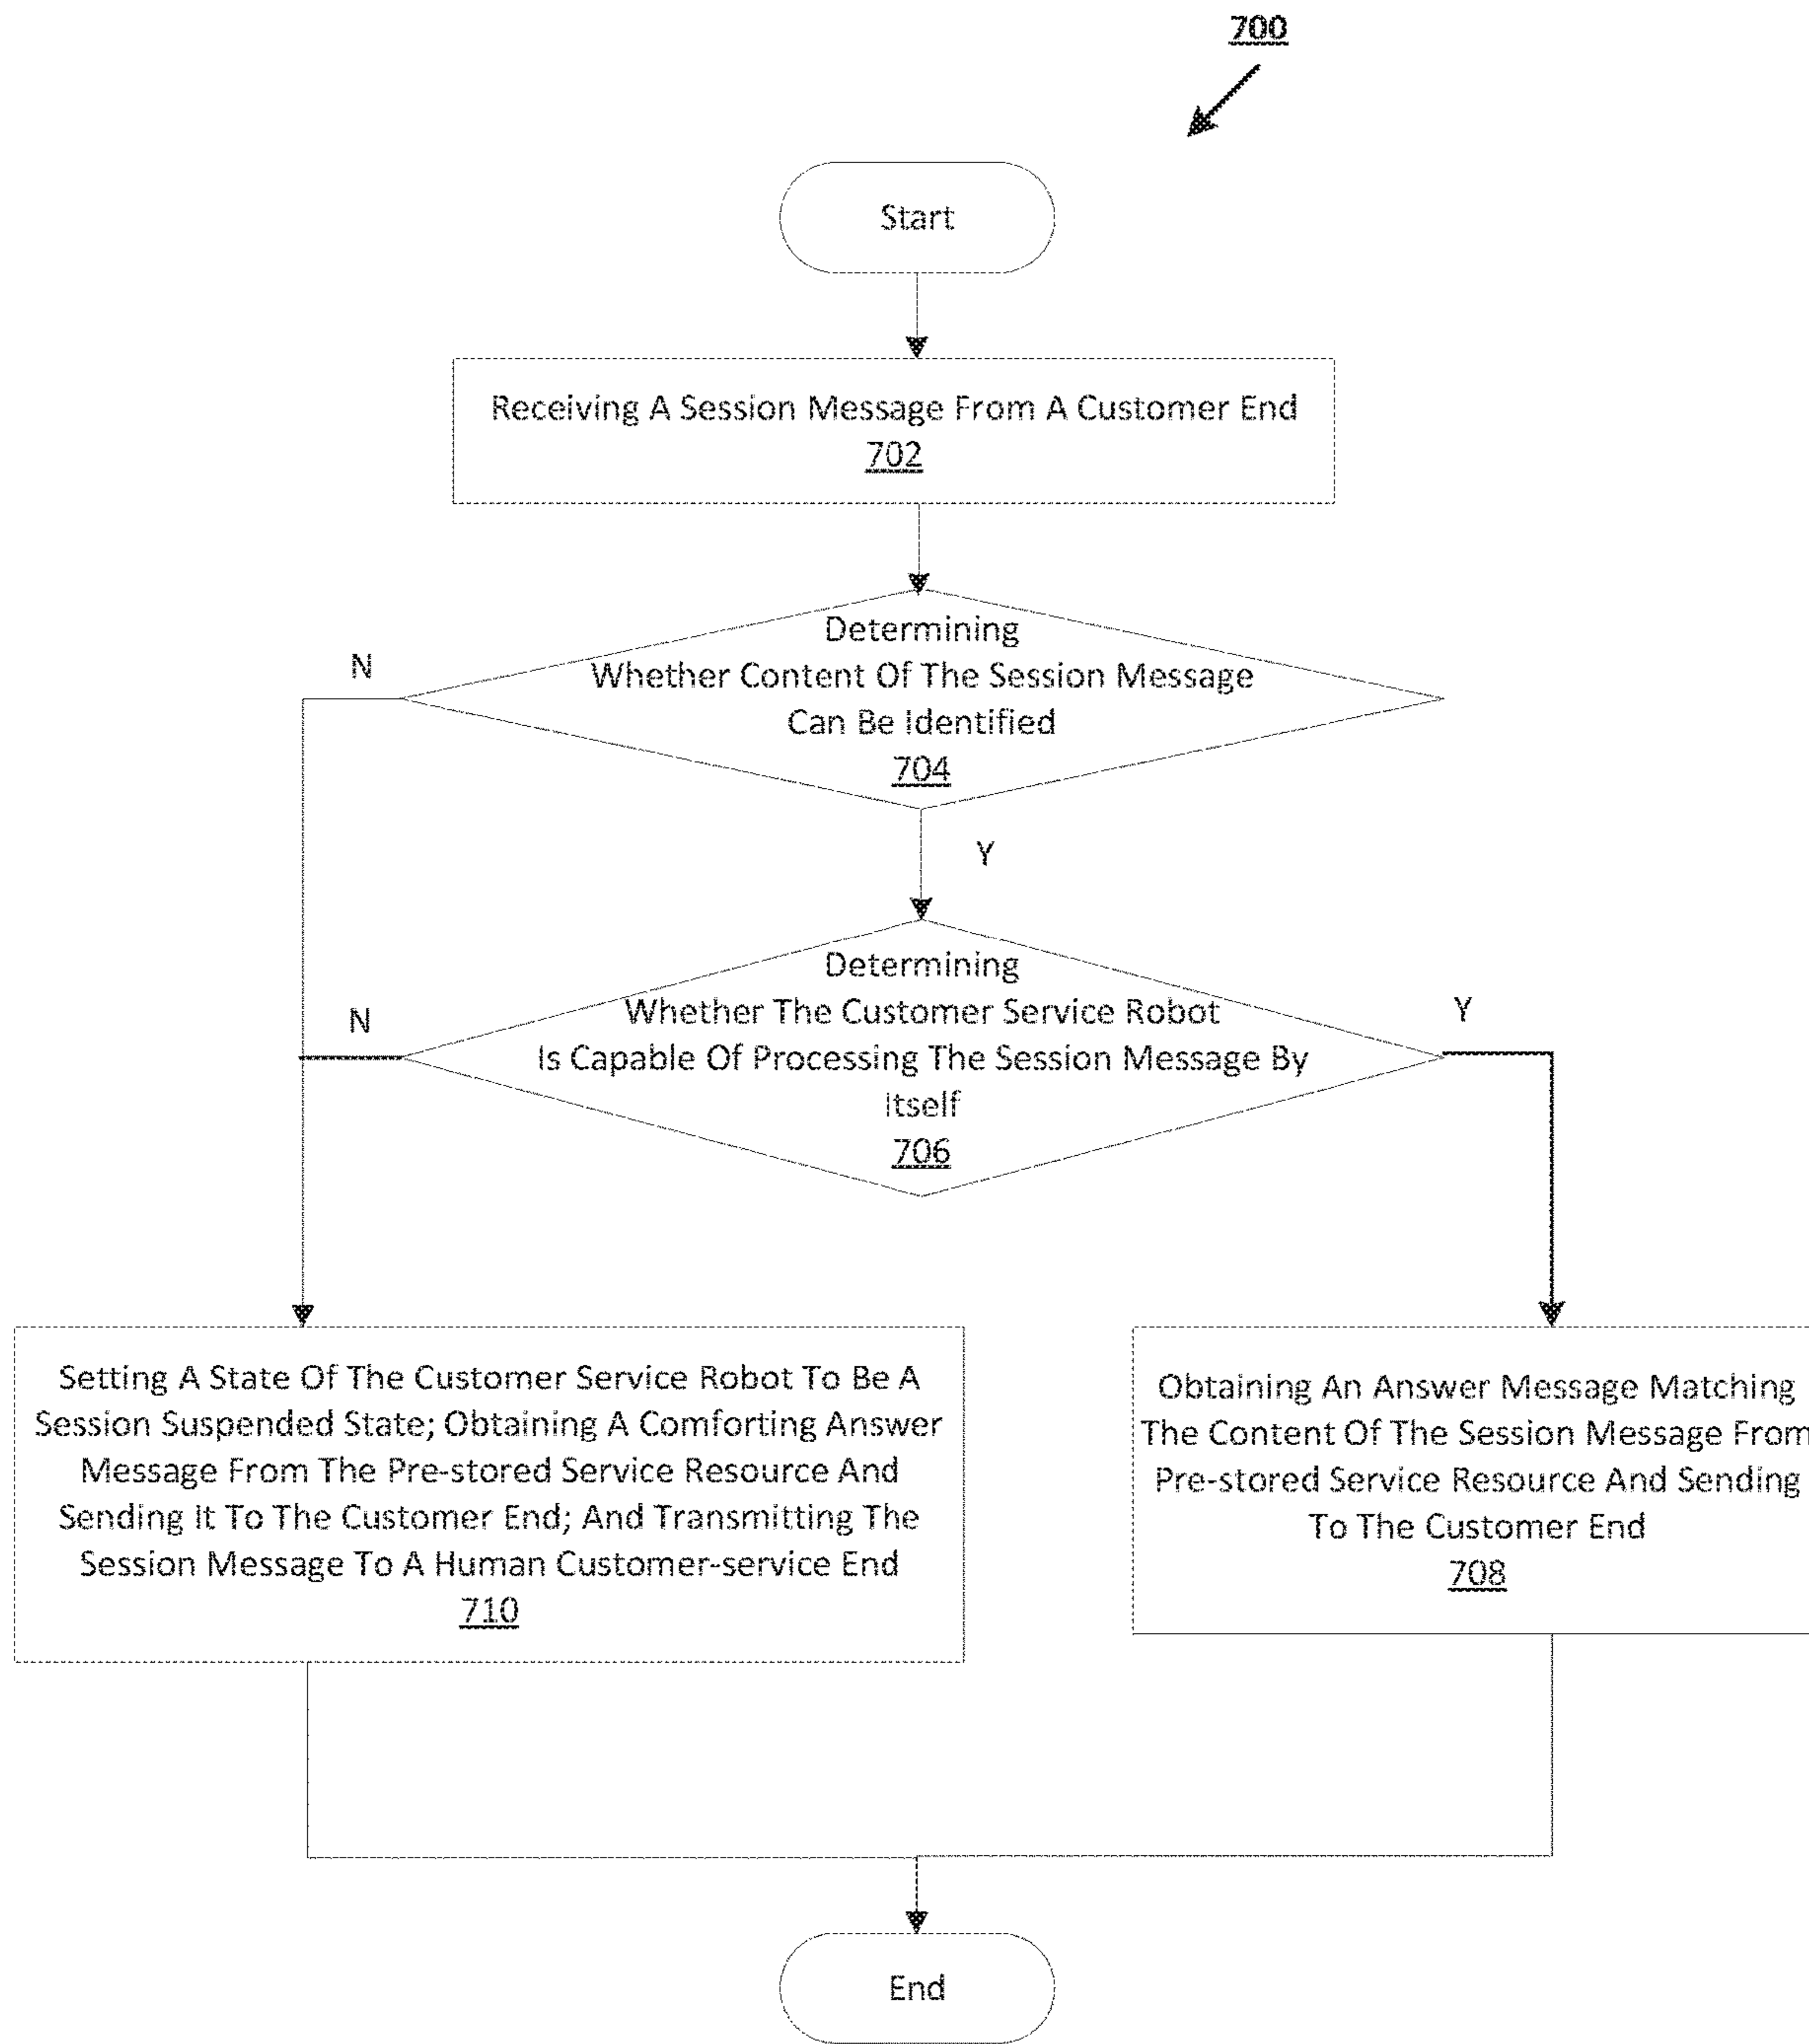 700
Start
Receiving A Session Message From A Customer End
702
Determining
Whether Content Of The Session Message
Can Be Identified
704
N
Y
Determining
Whether The Customer Service Robot
Is Capable Of Processing The Session Message By
Itself
706
N
Y
Setting A State Of The Customer Service Robot To Be A
Session Suspended State; Obtaining A Comforting Answer
Message From The Pre-stored Service Resource And
Sending It To The Customer End; And Transmitting The
Session Message To A Human Customer-service End
710
Obtaining An Answer Message Matching
The Content Of The Session Message From
Pre-stored Service Resource And Sending
To The Customer End
708
End